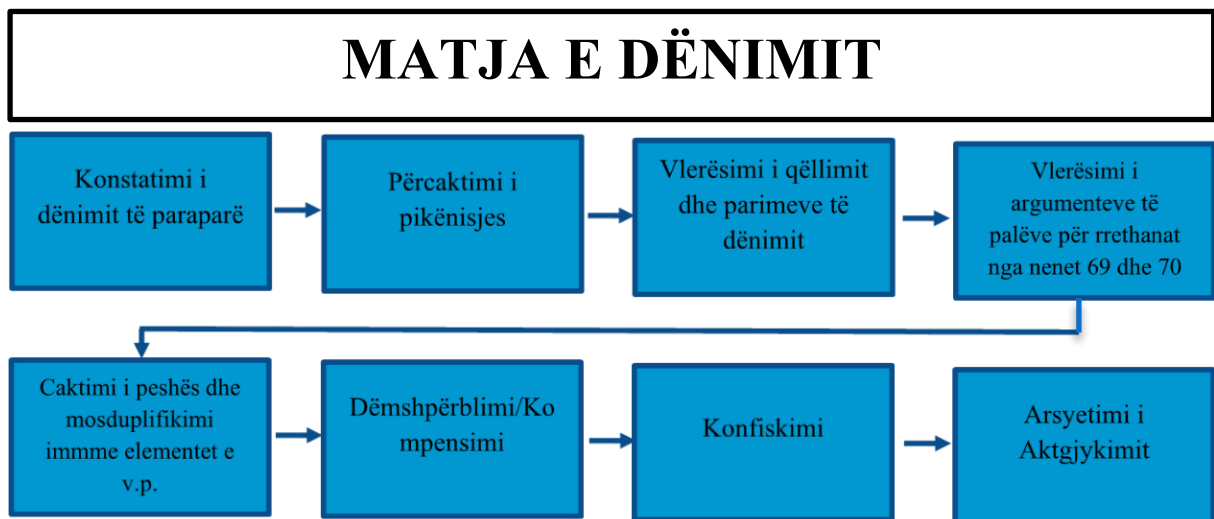 MATJA E DËNIMIT
Konstatimi i
dënimit të paraparë
Përcaktimi i
pikënisjes
Vlerësimi i qëllimit
dhe parimeve të
dënimit
Vlerësimi i
argumenteve të
palëve për rrethanat
nga nenet 69 dhe 70
Caktimi i peshës dhe
mosduplifikimi
immme elementet e
v.p.
Dëmshpërblimi/Ko
mpensimi
Konfiskimi
Arsyetimi i
Aktgjykimit